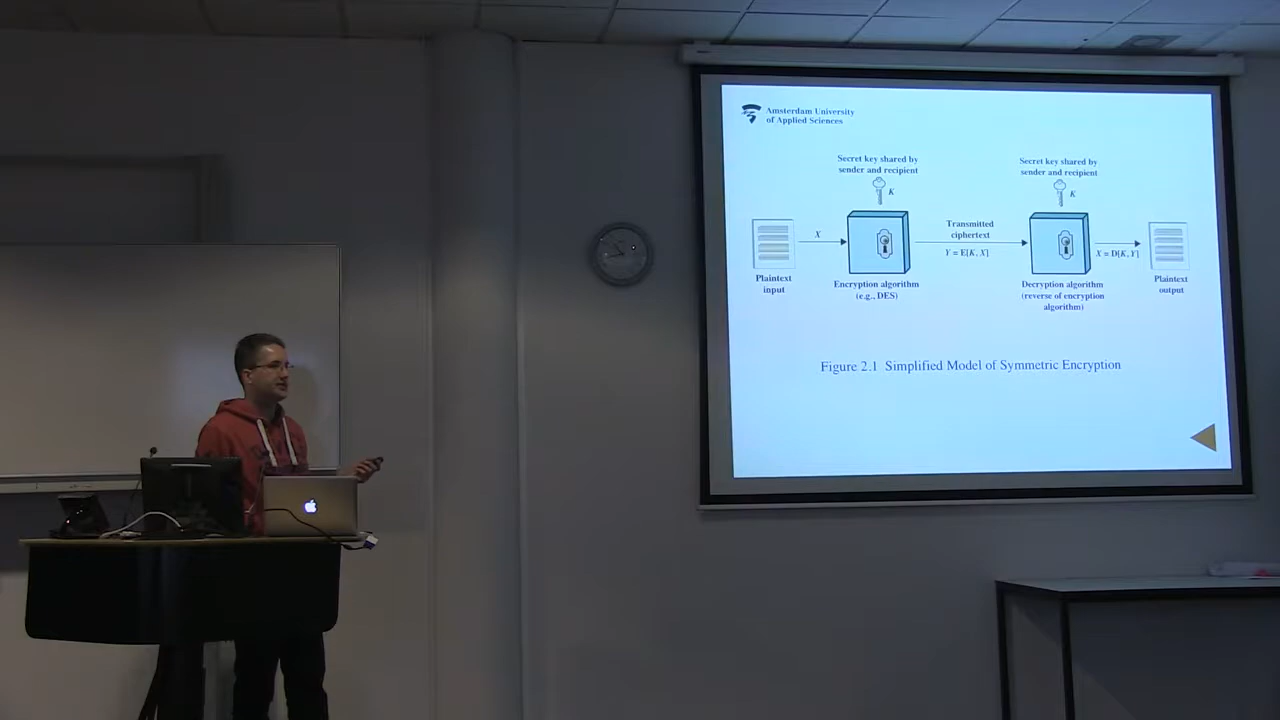 Amsterdam University
of Applied Sciences
Secret key shared by
sender and recipient
K
Secret key shared by
sender and recipient
K
X
Transmitted
ciphertext
Y = E[K, X]
X = D[K, Y]
Plaintext
input
Encryption algorithm
(e.g., DES)
Decryption algorithm
(reverse of encryption
algorithm)
Plaintext
output
Figure 2.1 Simplified Model of Symmetric Encryption